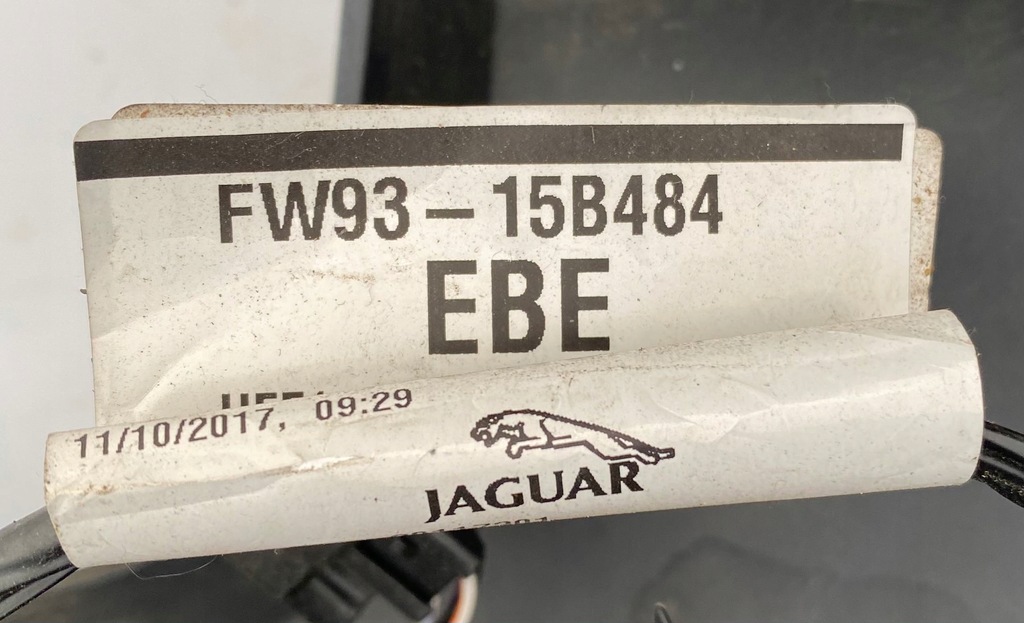 FW93-15B484
EBE
11/10/2017, 09:29
JAGUAR